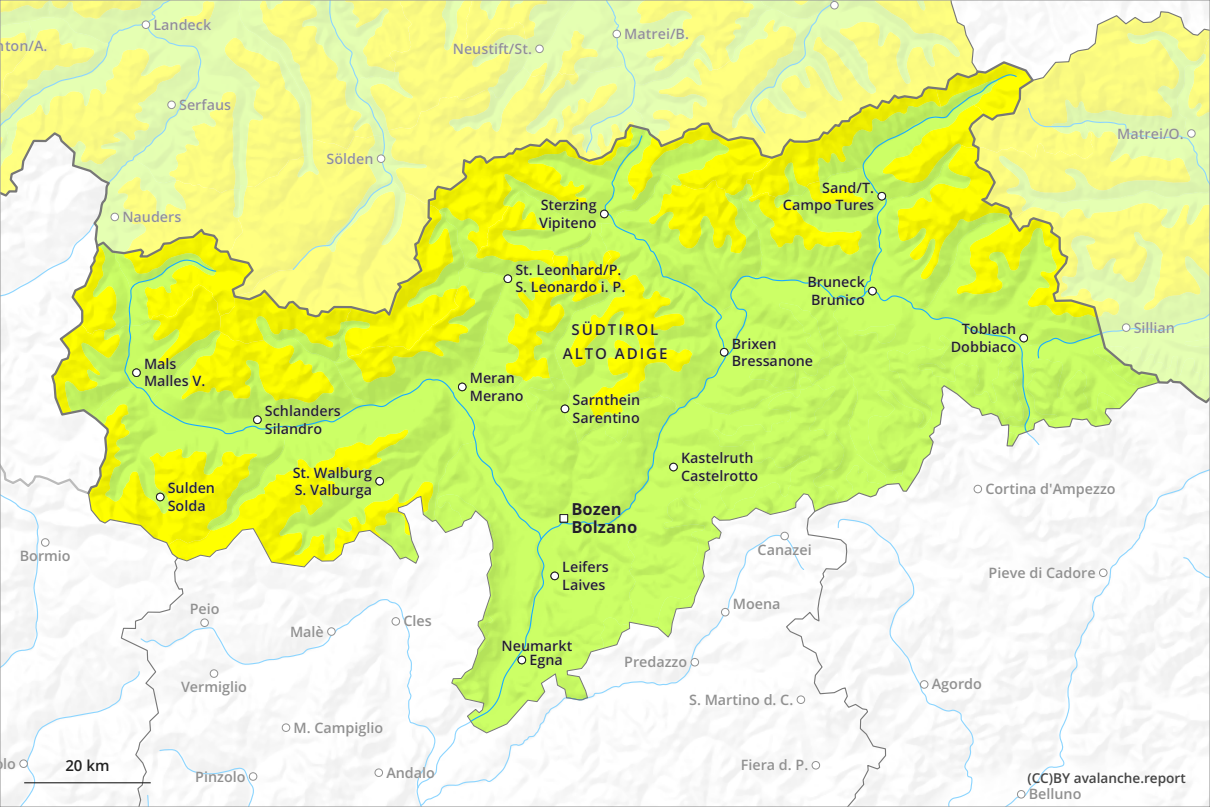 Landeck
Matrei/B.
nton/A.
Neustift/St.
Serfaus
Matrei/O.
Sölden
Sand/T.
Campo Tures
Nauders
Sterzing
Vipiteno
St. Leonhard/P.
S. Leonardo i. P.
Bruneck
Brunico
SÜDTIROL
ALTO ADIGE
Toblach
Dobbiaco
Sillian
Brixen
Bressanone
Mals
Malles V.
Meran
Merano
Schlanders
Silandro
Sarnthein
Sarentino
St. Walburg
S. Valburga
Kastelruth
Castelrotto
Sulden
Solda
Cortina d'Ampezzo
Bozen
Bolzano
Bormio
Canazei
Leifers
Laives
Pieve di Cadore
Peio
Moena
Malè
Cles
Neumarkt
Egna
Predazzo
Vermiglio
Agordo
S. Martino d. C.
M. Campiglio
olo
20 km
Pinzolo
Andalo
Fiera d. P.
(CC)BY avalanche.report
Belluno